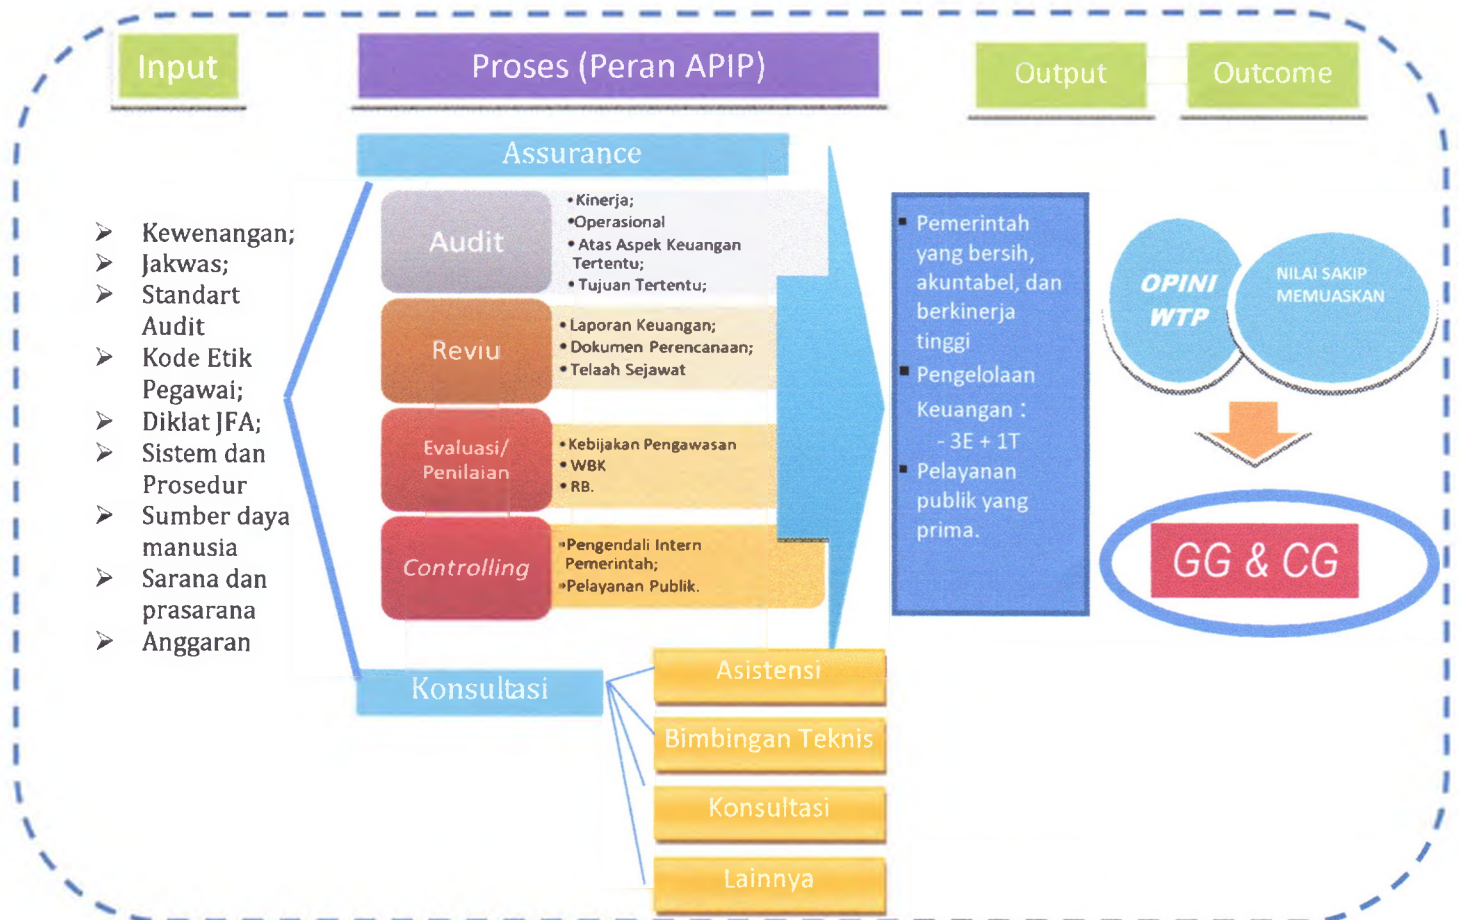 Input
Proses (Peran APIP)
Output
Outcome
Kewenangan;
Jakwas;
Standart
Audit
Kode Etik
Pegawai;
Diklat JFA;
Sistem dan
Prosedur
Sumber daya
manusia
Sarana dan
prasarana
Anggaran
Assurance
Audit
• Kinerja;
•Operasional
• Atas Aspek Keuangan
Tertentu;
• Tujuan Tertentu;
Reviu
• Laporan Keuangan;
• Dokumen Perencanaan;
• Telaah Sejawat
Evaluasi/
Penilaian
• Kebijakan Pengawasan
• WBK
• RB.
Controlling
•Pengendali Intern
Pemerintah;
•Pelayanan Publik.
Konsultasi
Asistensi
Bimbingan Teknis
Konsultasi
Lainnya
▪ Pemerintah
yang bersih,
akuntabel, dan
berkinerja
tinggi
▪ Pengelolaan
Keuangan :
- 3E + 1T
▪ Pelayanan
publik yang
prima.
OPINI
WTP
NILAI SAKIP
MEMUASKAN
GG & CG